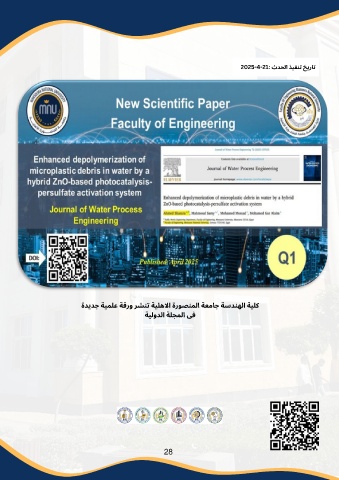 تاريخ تنفيذ الحدث :21-4-2025
MNU
New Scientific Paper
Faculty of Engineering
Enhanced depolymerization of
microplastic debris in water by a
hybrid ZnO-based photocatalysis-
persulfate activation system
Journal of Water Process
Engineering
Journal of Water Process Engineering
ELSEVIER
Enhanced depolymerization of microplastic debris in water by a hybrid
ZnO-based photocatalysis-persulfate activation system
DOI:
Published: April 2025
Q1
كلية الهندسة جامعة المنصورة الاهلية تنشر ورقة علمية جديدة
في المجلة الدولية
28